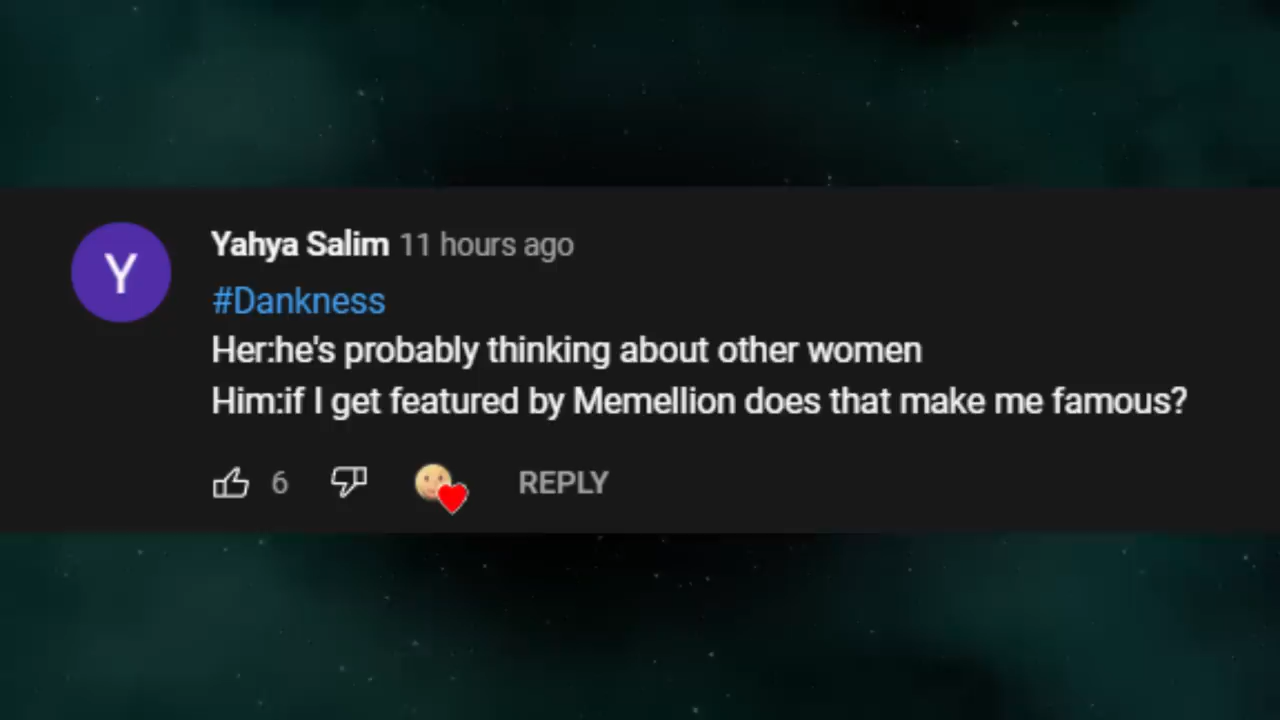 Y
Yahya Salim 11 hours ago
#Dankness
Her:he's probably thinking about other women
Him:if I get featured by Memellion does that make me famous?
6 REPLY